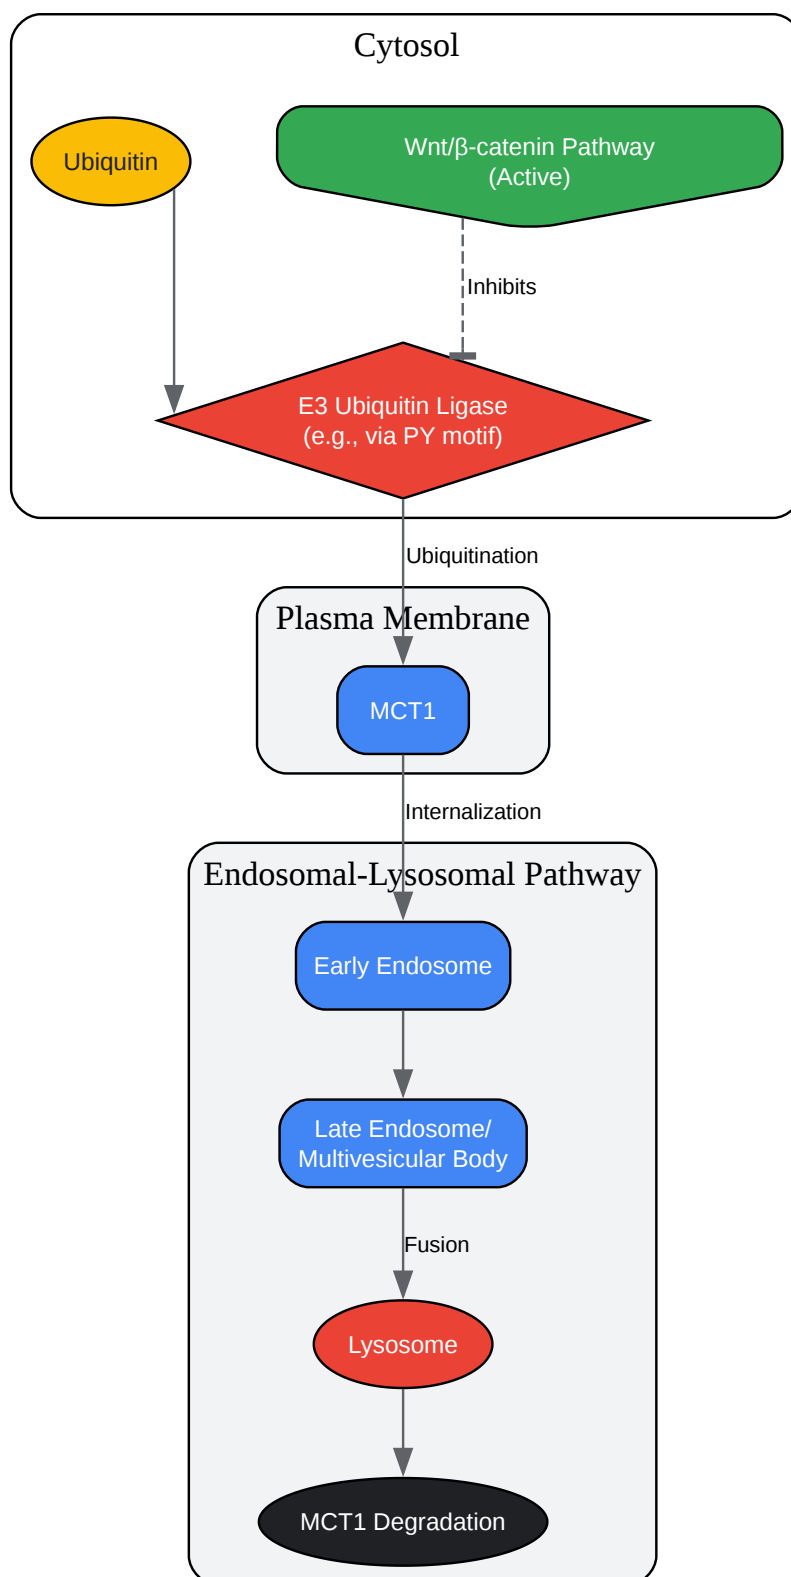 Cytosol
Ubiquitin
Wnt/β-catenin Pathway
(Active)
Inhibits
E3 Ubiquitin Ligase
(e.g., via PY motif)
Ubiquitination
Plasma Membrane
MCT1
Internalization
Endosomal-Lysosomal Pathway
Early Endosome
Late Endosome/
Multivesicular Body
Fusion
Lysosome
MCT1 Degradation